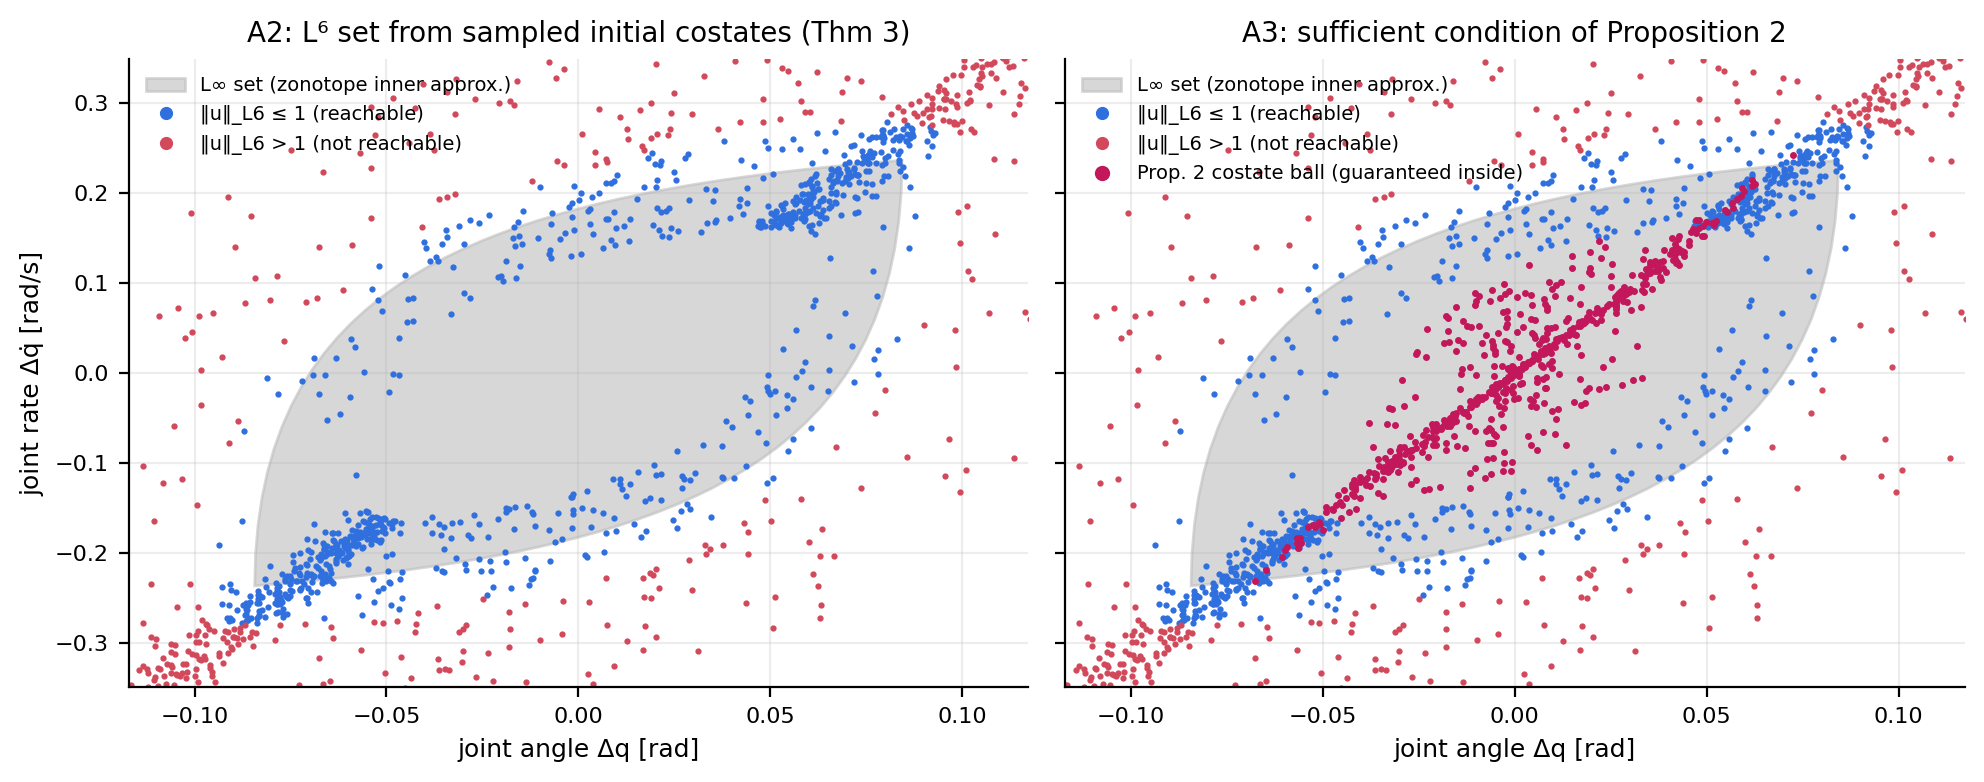 A2: L⁶ set from sampled initial costates (Thm 3)
L∞ set (zonotope inner approx.)
‖u‖_L6 ≤ 1 (reachable)
‖u‖_L6 > 1 (not reachable)
0.3
0.2
0.1
0.0
−0.1
−0.2
−0.3
joint rate Δq̇ [rad/s]
−0.10
−0.05
0.00
0.05
0.10
joint angle Δq [rad]
A3: sufficient condition of Proposition 2
L∞ set (zonotope inner approx.)
‖u‖_L6 ≤ 1 (reachable)
‖u‖_L6 > 1 (not reachable)
Prop. 2 costate ball (guaranteed inside)
−0.10
−0.05
0.00
0.05
0.10
joint angle Δq [rad]